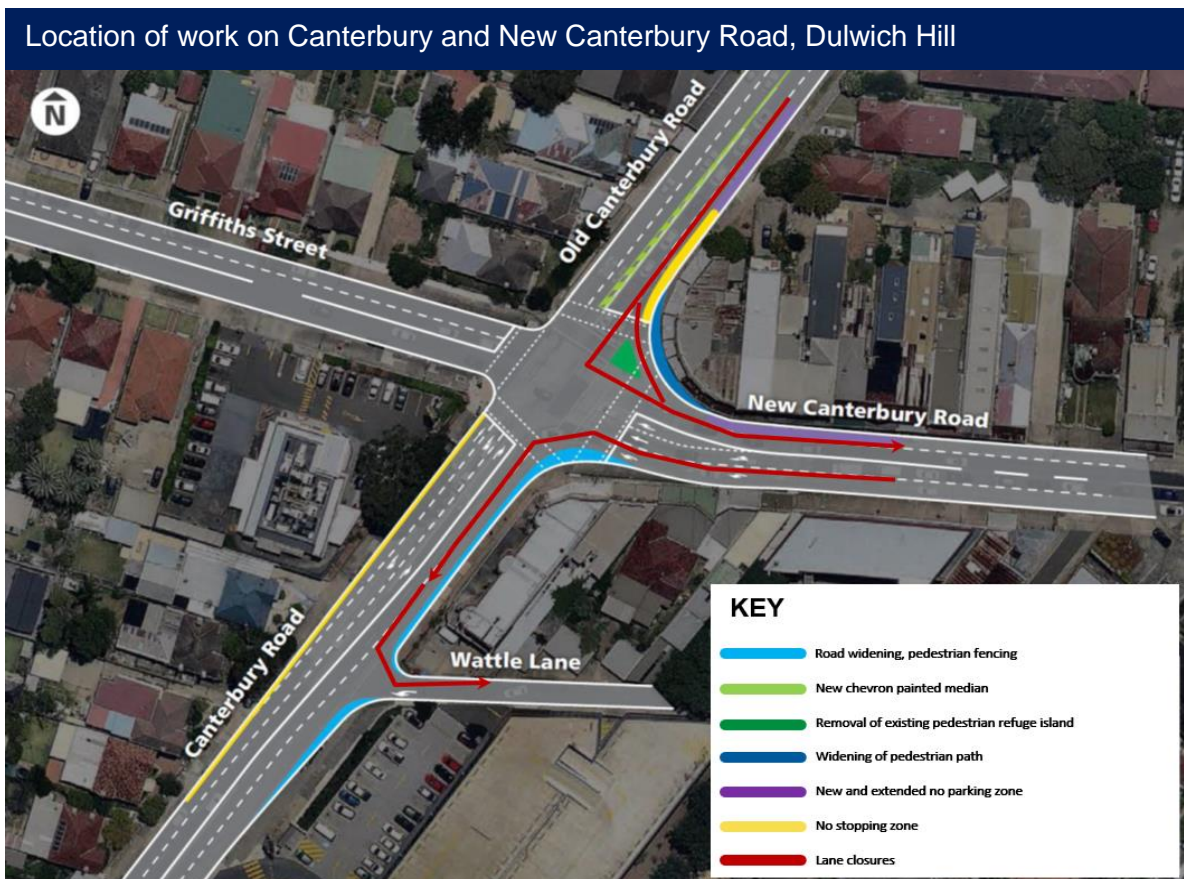 Location of work on Canterbury and New Canterbury Road, Dulwich Hill
N
Old Canterbury Road
Griffiths Street
New Canterbury Road
Canterbury Road
Wattle Lane
KEY
Road widening, pedestrian fencing
New chevron painted median
Removal of existing pedestrian refuge island
Widening of pedestrian path
New and extended no parking zone
No stopping zone
Lane closures